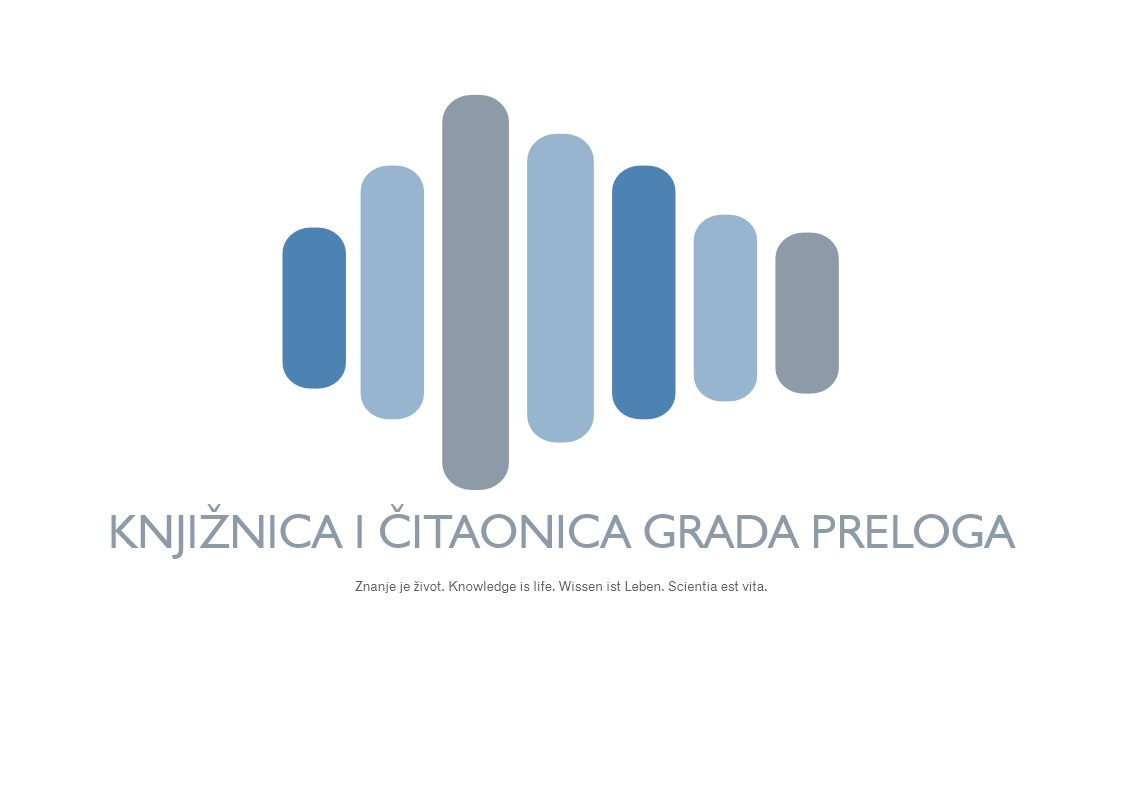 KNJIŽNICA I ČITAONICA GRADA PRELOGA
Znanje je život. Knowledge is life. Wissen ist Leben. Scientia est vita.